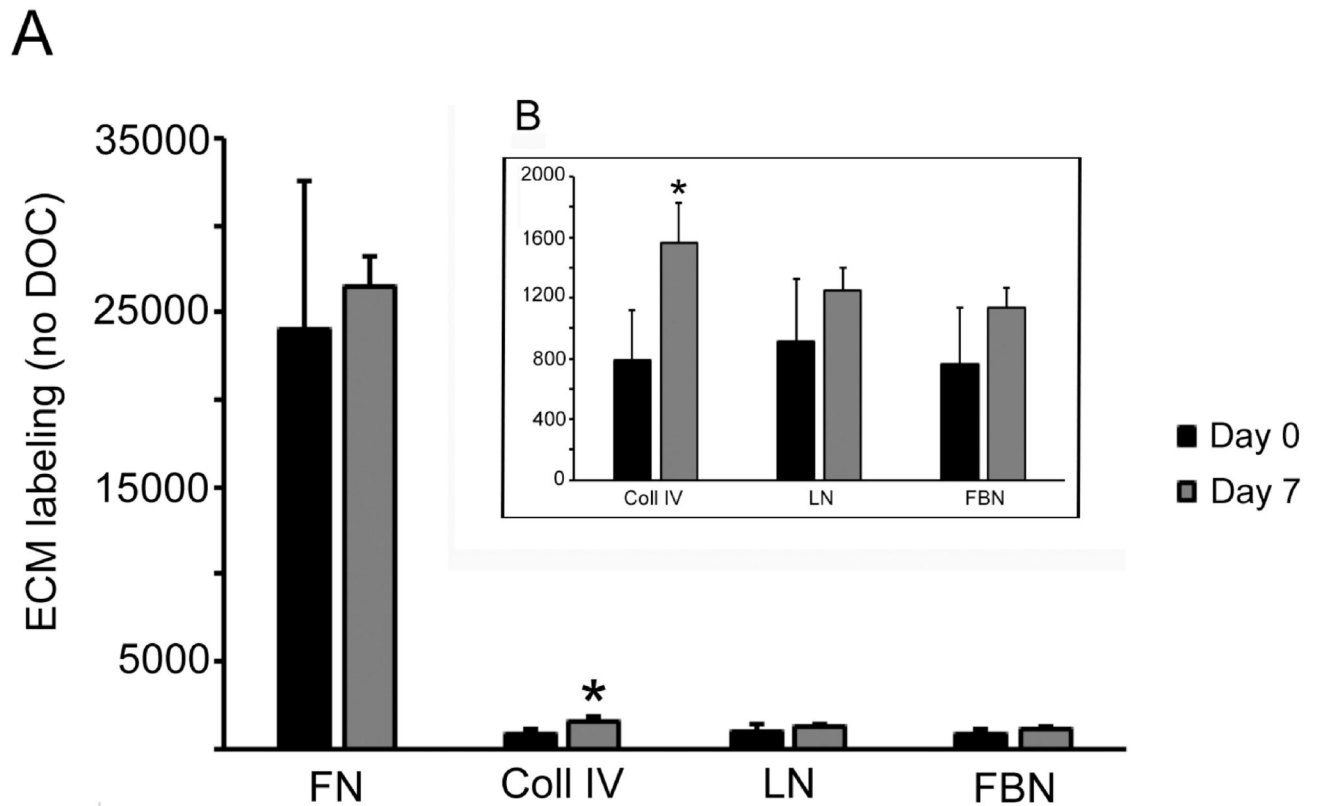 A
ECM labeling (no DOC)
35000
25000
15000
5000
FN
Coll IV
*
LN
FBN
B
2000
1600
1200
800
400
0
*
Coll IV
LN
FBN
Day 0
Day 7